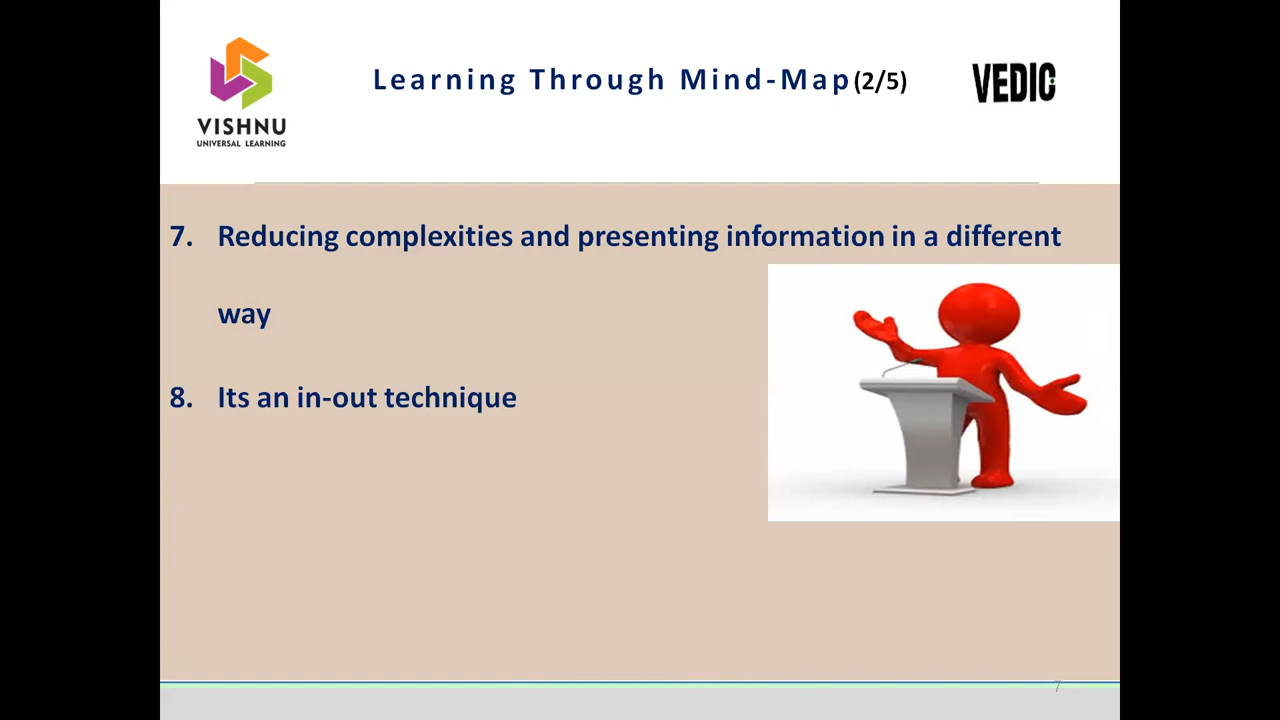 Learning Through Mind-Map(2/5)
VISHNU
UNIVERSAL LEARNING
VEDIC
7. Reducing complexities and presenting information in a different
way
8. Its an in-out technique
7